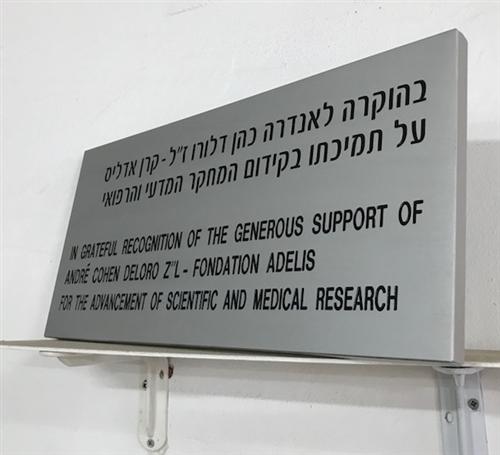 בהוקרה לאנדרה כהן דלורו ז"ל - קרן אדליס
על תמיכתו בקידום המחקר המדעי והרפואי
IN GRATEFUL RECOGNITION OF THE GENEROUS SUPPORT OF
ANDRÉ COHEN DELORO Z"L - FONDATION ADELIS
FOR THE ADVANCEMENT OF SCIENTIFIC AND MEDICAL RESEARCH